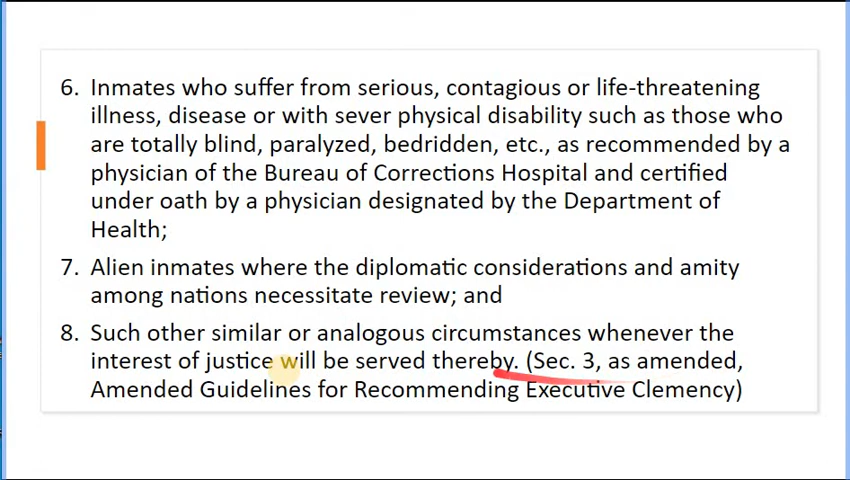 6. Inmates who suffer from serious, contagious or life-threatening
illness, disease or with sever physical disability such as those who
are totally blind, paralyzed, bedridden, etc., as recommended by a
physician of the Bureau of Corrections Hospital and certified
under oath by a physician designated by the Department of
Health;
7. Alien inmates where the diplomatic considerations and amity
among nations necessitate review; and
8. Such other similar or analogous circumstances whenever the
interest of justice will be served thereby. (Sec. 3, as amended,
Amended Guidelines for Recommending Executive Clemency)